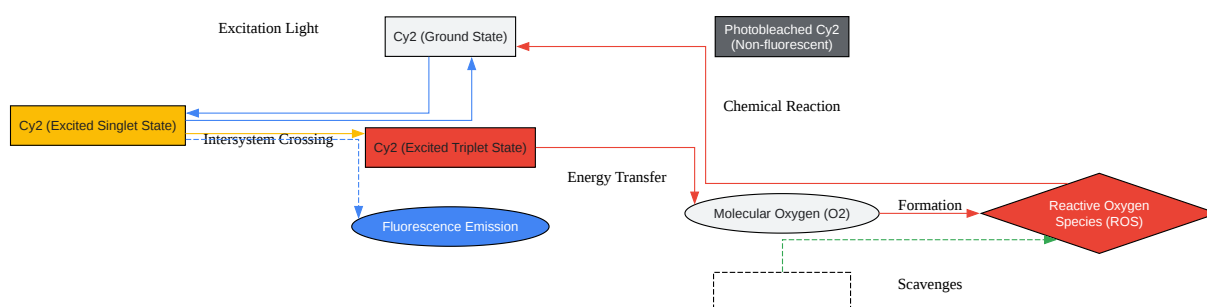 Excitation Light
Cy2 (Ground State)
Photobleached Cy2
(Non-fluorescent)
Chemical Reaction
Cy2 (Excited Singlet State)
Intersystem Crossing
Cy2 (Excited Triplet State)
Energy Transfer
Molecular Oxygen (O2)
Formation
Reactive Oxygen
Species (ROS)
Fluorescence Emission
Scavenges